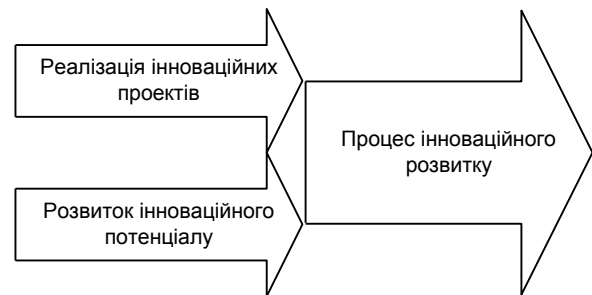 Реалізація інноваційних
проектів
Процес інноваційного
розвитку
Розвиток інноваційного
потенціалу